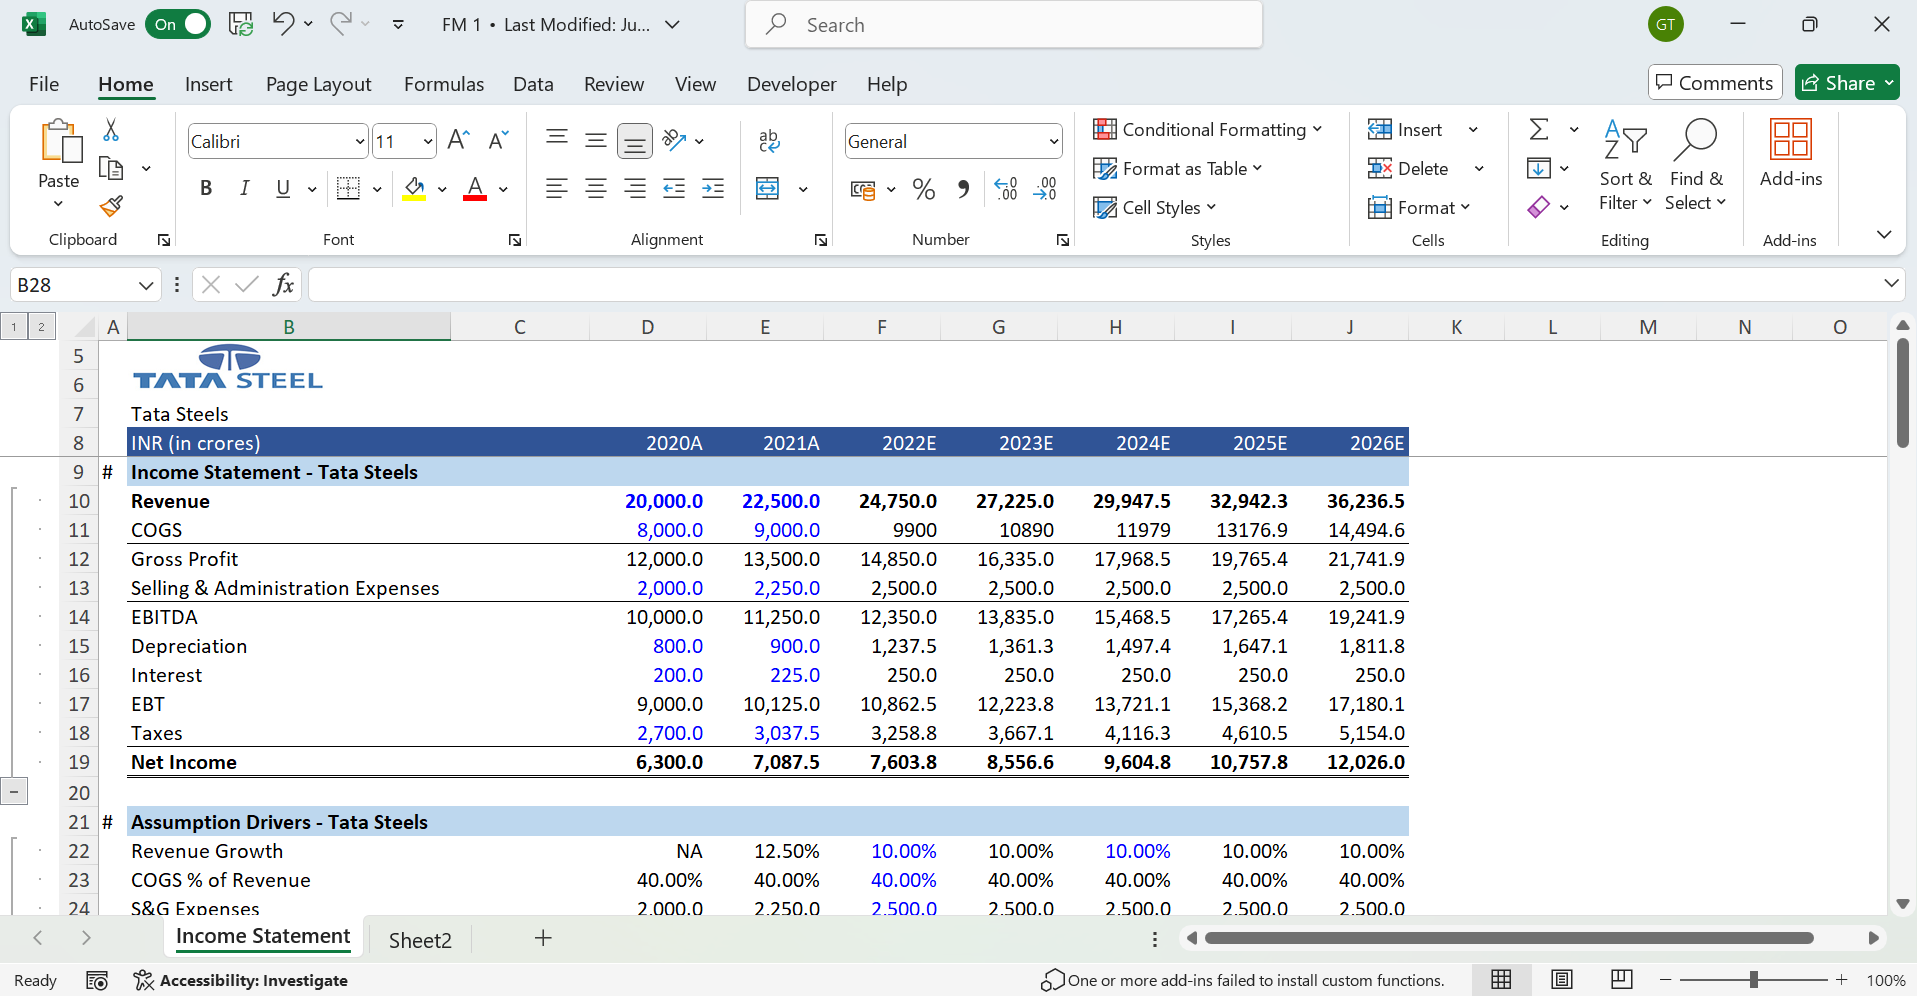 AutoSave On FM 1 • Last Modified: Ju... Search GT
File Home Insert Page Layout Formulas Data Review View Developer Help Comments Share
Paste
Clipboard
Calibri 11
B I U A
Font
ab
Alignment
General
% .00
Number
Conditional Formatting
Format as Table
Cell Styles
Styles
Insert
Delete
Format
Cells
Sort & Filter
Find & Select
Editing
Add-ins
Add-ins
B28 fx
1 2 A B C D E F G H I J K L M N O
5
TATA STEEL
6
7 Tata Steels
8 INR (in crores) 2020A 2021A 2022E 2023E 2024E 2025E 2026E
9 # Income Statement - Tata Steels
10 Revenue 20,000.0 22,500.0 24,750.0 27,225.0 29,947.5 32,942.3 36,236.5
11 COGS 8,000.0 9,000.0 9900 10890 11979 13176.9 14,494.6
12 Gross Profit 12,000.0 13,500.0 14,850.0 16,335.0 17,968.5 19,765.4 21,741.9
13 Selling & Administration Expenses 2,000.0 2,250.0 2,500.0 2,500.0 2,500.0 2,500.0 2,500.0
14 EBITDA 10,000.0 11,250.0 12,350.0 13,835.0 15,468.5 17,265.4 19,241.9
15 Depreciation 800.0 900.0 1,237.5 1,361.3 1,497.4 1,647.1 1,811.8
16 Interest 200.0 225.0 250.0 250.0 250.0 250.0 250.0
17 EBT 9,000.0 10,125.0 10,862.5 12,223.8 13,721.1 15,368.2 17,180.1
18 Taxes 2,700.0 3,037.5 3,258.8 3,667.1 4,116.3 4,610.5 5,154.0
19 Net Income 6,300.0 7,087.5 7,603.8 8,556.6 9,604.8 10,757.8 12,026.0
20
21 # Assumption Drivers - Tata Steels
22 Revenue Growth NA 12.50% 10.00% 10.00% 10.00% 10.00% 10.00%
23 COGS % of Revenue 40.00% 40.00% 40.00% 40.00% 40.00% 40.00% 40.00%
24 S&G Expenses 2,000.0 2,250.0 2,500.0 2,500.0 2,500.0 2,500.0 2,500.0
Income Statement Sheet2
Ready Accessibility: Investigate One or more add-ins failed to install custom functions. 100%